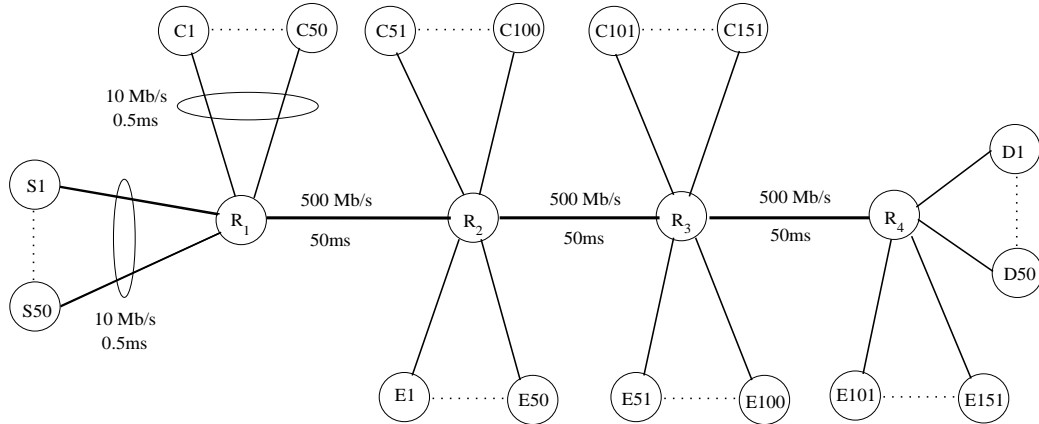 C1
C50
C51
C100
C101
C151
10 Mb/s
0.5ms
D1
S1
500 Mb/s
500 Mb/s
500 Mb/s
R1
R2
R3
R4
50ms
50ms
50ms
D50
S50
10 Mb/s
0.5ms
E1
E50
E51
E100
E101
E151